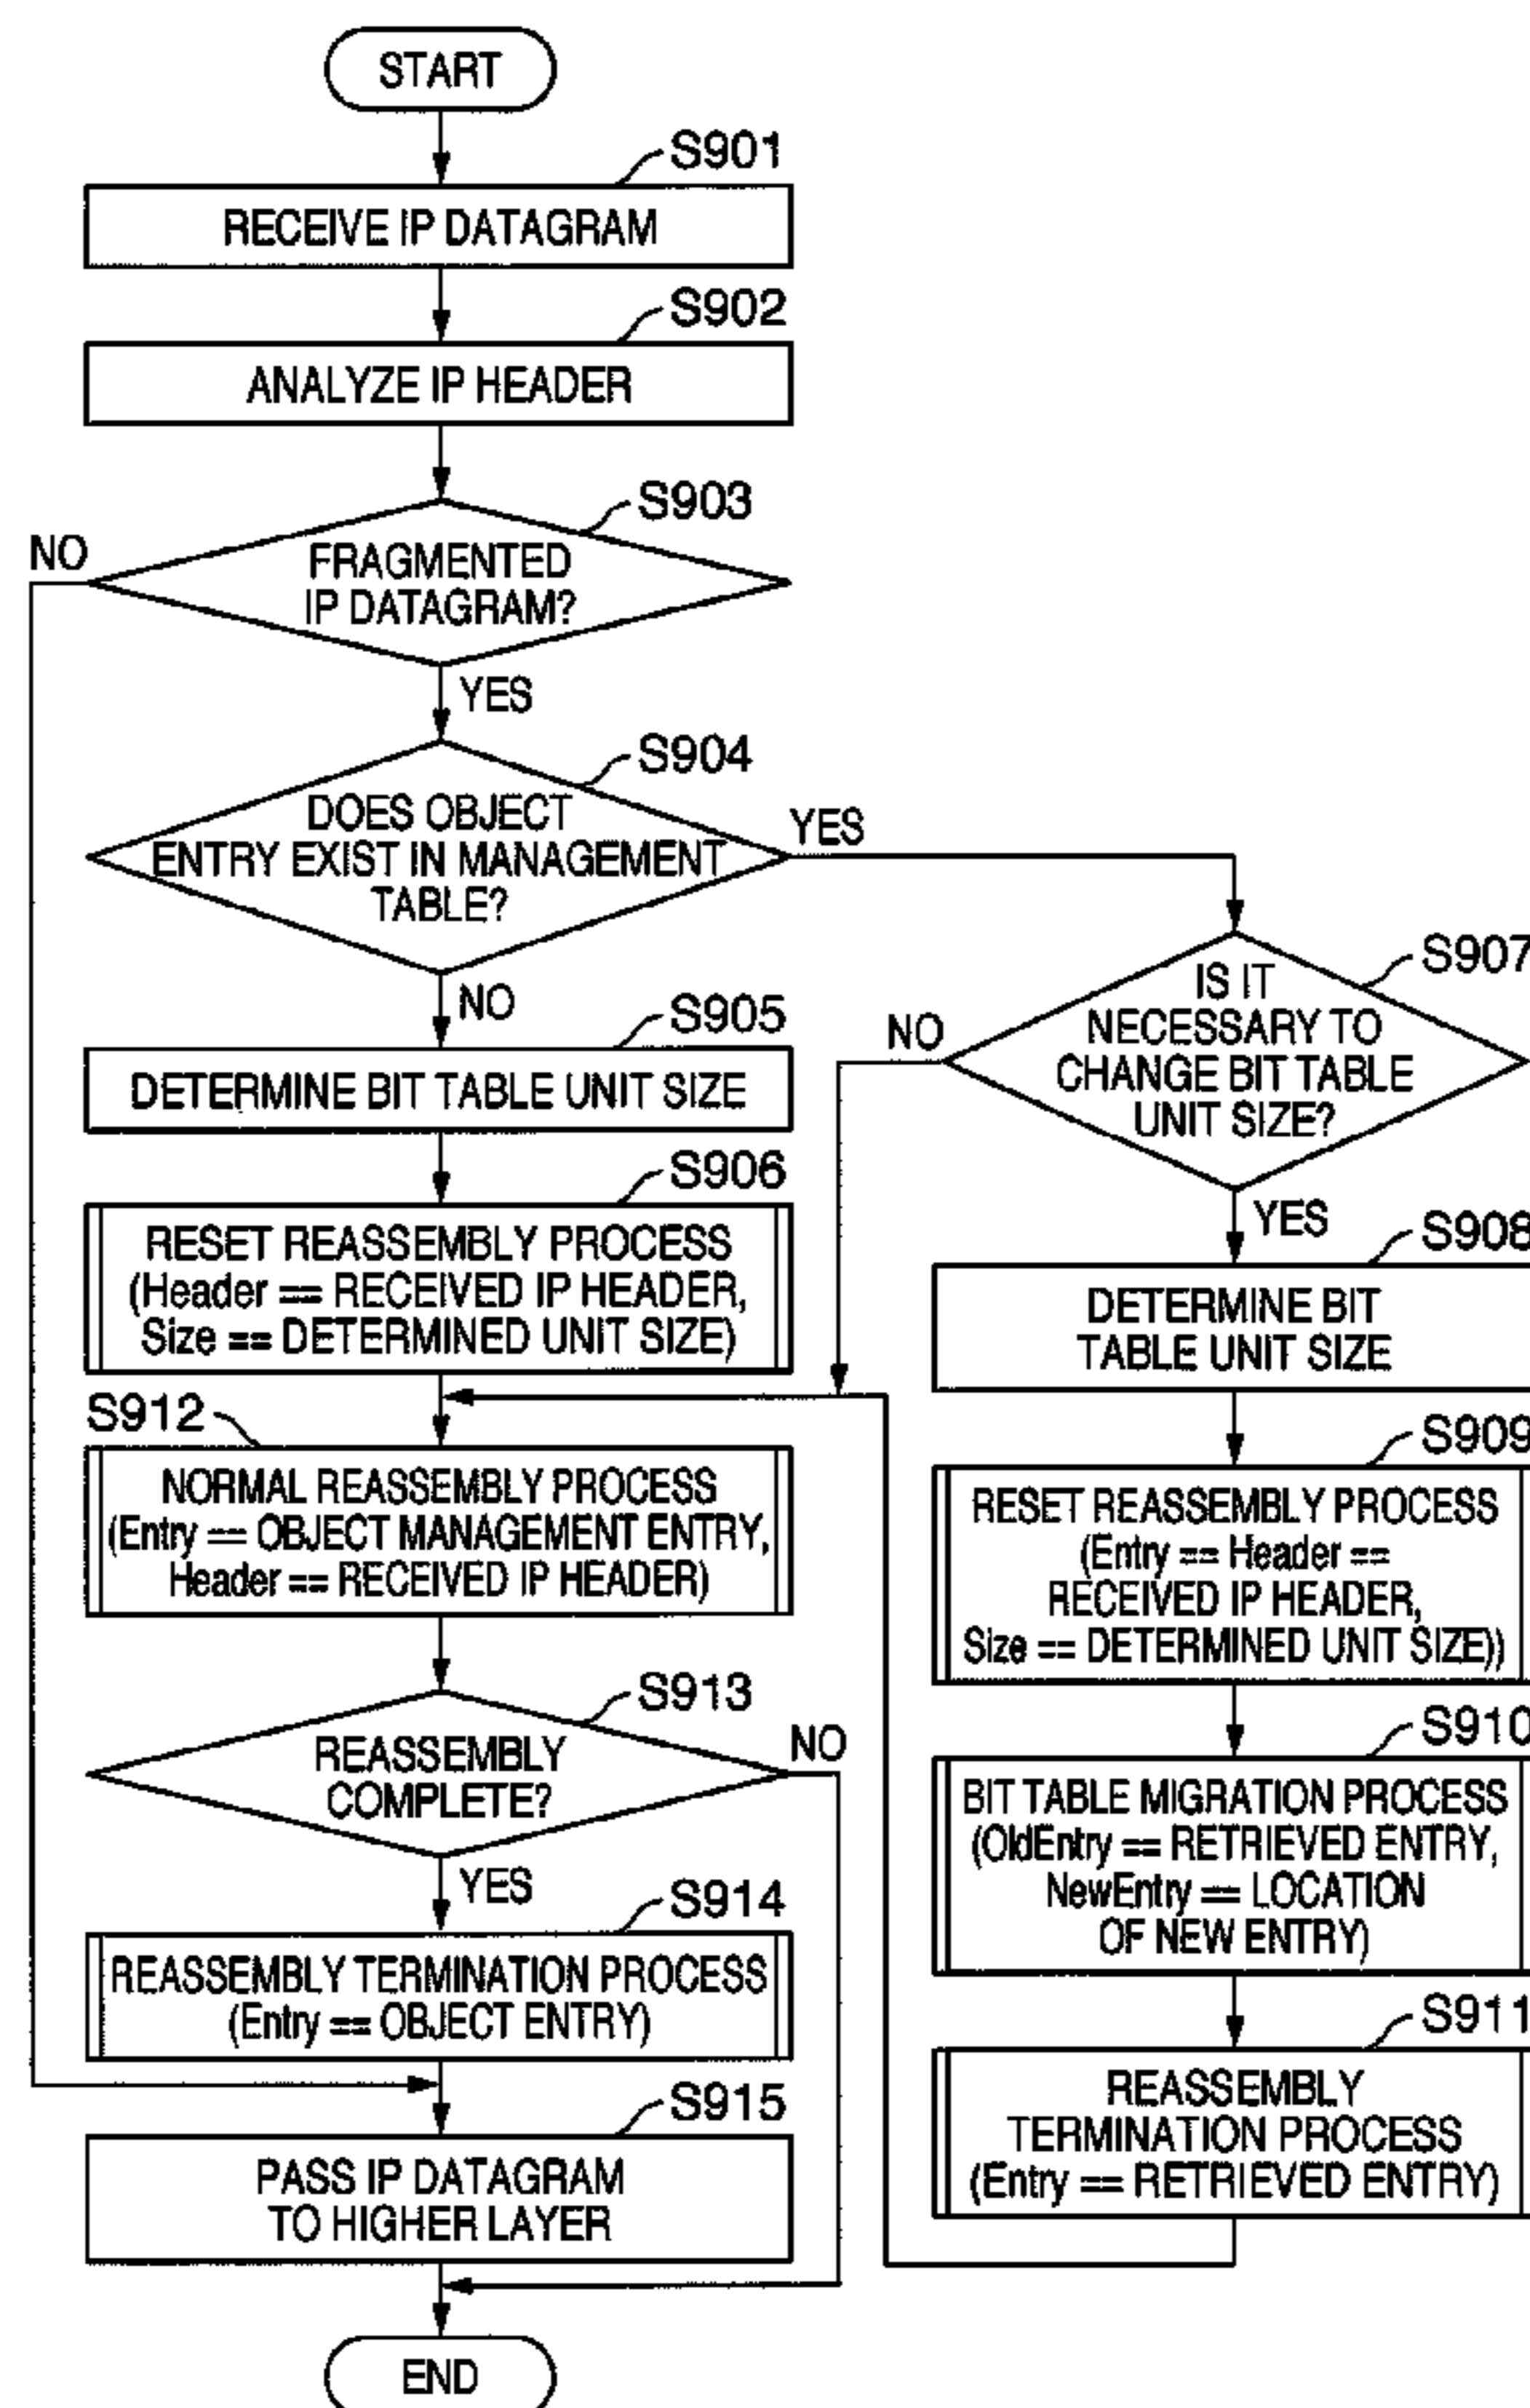 START
S901
RECEIVE IP DATAGRAM
S902
ANALYZE IP HEADER
S903
NO
FRAGMENTED
IP DATAGRAM?
YES
S904
DOES OBJECT
ENTRY EXIST IN MANAGEMENT
TABLE?
YES
NO
S905
DETERMINE BIT TABLE UNIT SIZE
S906
RESET REASSEMBLY PROCESS
(Header == RECEIVED IP HEADER,
Size == DETERMINED UNIT SIZE)
S907
IS IT
NECESSARY TO
CHANGE BIT TABLE
UNIT SIZE?
NO
YES
S908
DETERMINE BIT
TABLE UNIT SIZE
S909
RESET REASSEMBLY PROCESS
(Entry == Header ==
RECEIVED IP HEADER,
Size == DETERMINED UNIT SIZE))
S910
BIT TABLE MIGRATION PROCESS
(OldEntry == RETRIEVED ENTRY,
NewEntry == LOCATION
OF NEW ENTRY)
S911
REASSEMBLY
TERMINATION PROCESS
(Entry == RETRIEVED ENTRY)
S912
NORMAL REASSEMBLY PROCESS
(Entry == OBJECT MANAGEMENT ENTRY,
Header == RECEIVED IP HEADER)
S913
REASSEMBLY
COMPLETE?
NO
YES
S914
REASSEMBLY TERMINATION PROCESS
(Entry == OBJECT ENTRY)
S915
PASS IP DATAGRAM
TO HIGHER LAYER
END